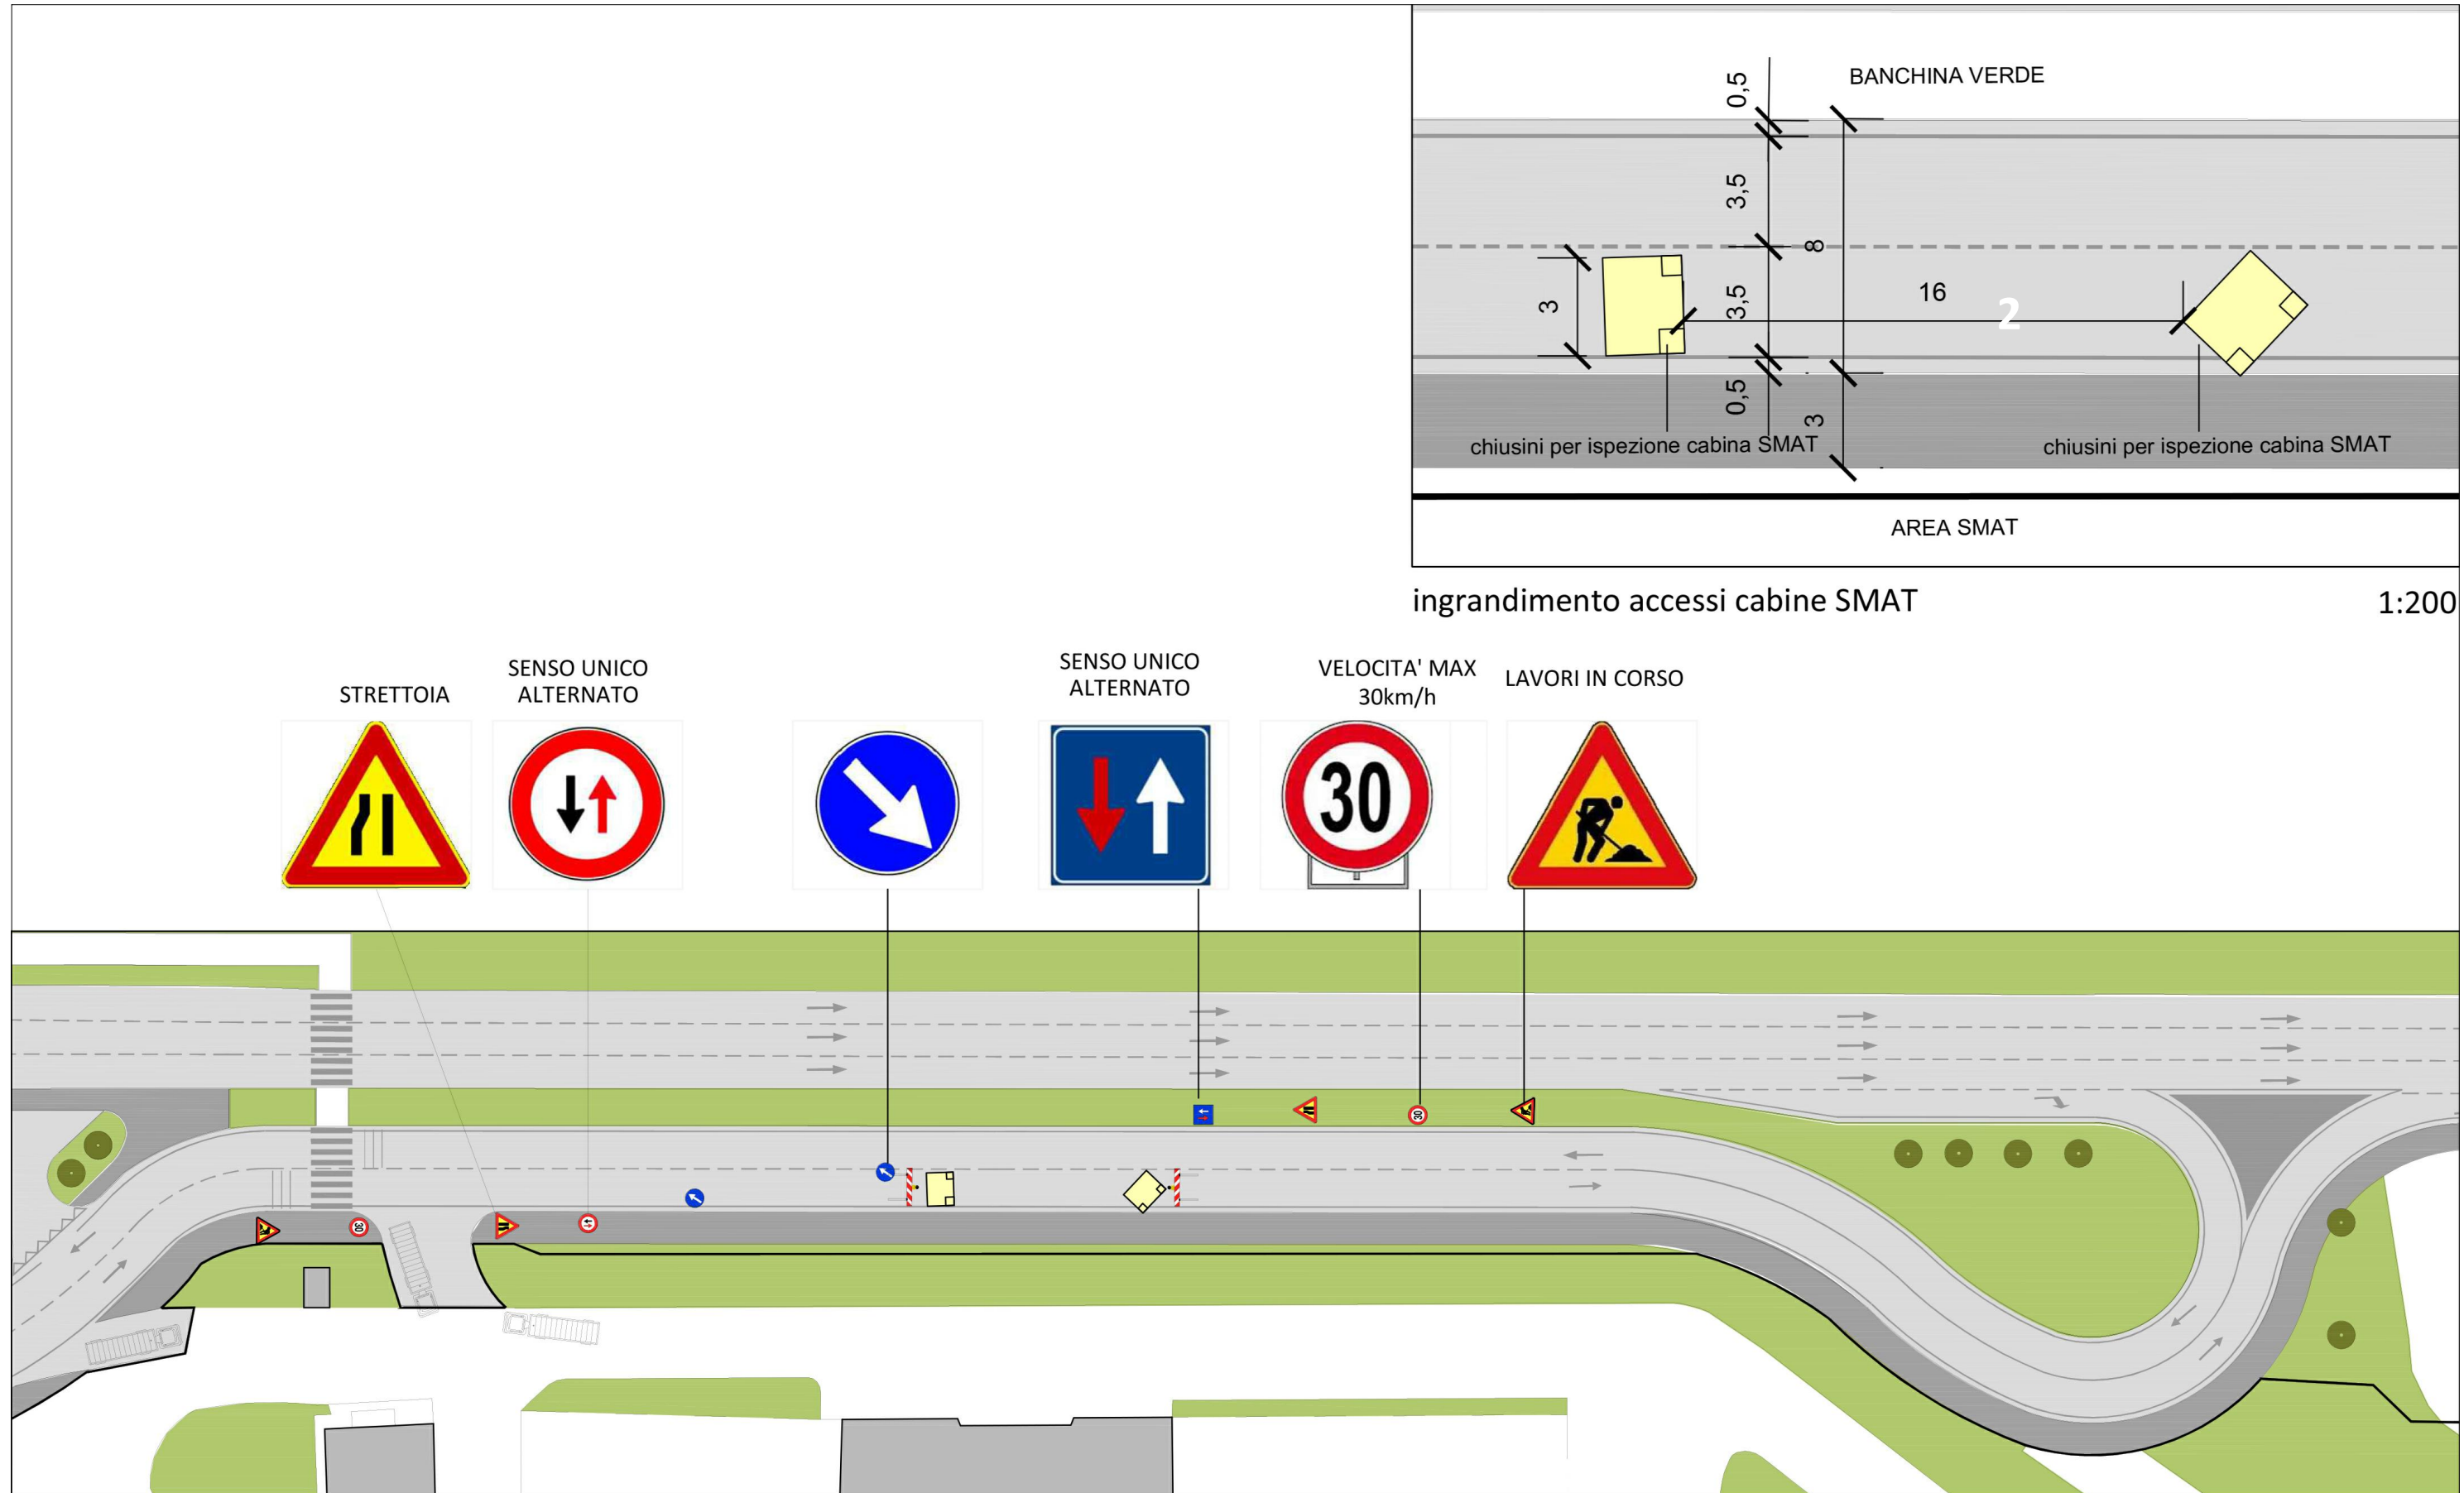 BANCHINA VERDE
0,5
3,5
8
3
3,5
16
2
0,5
3
chiusini per ispezione cabina SMAT
chiusini per ispezione cabina SMAT
AREA SMAT
ingrandimento accessi cabine SMAT
1:200
STRETTOIA
SENSO UNICO
ALTERNATO
SENSO UNICO
ALTERNATO
VELOCITA' MAX
30km/h
LAVORI IN CORSO
30
30
30